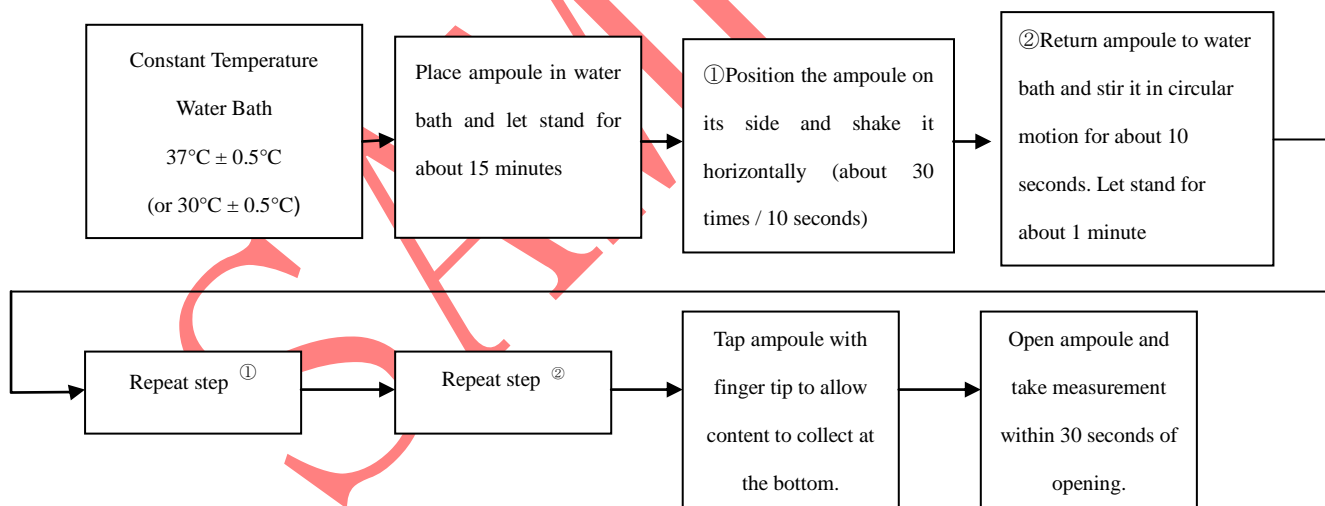 Constant Temperature
Water Bath
37°C ± 0.5°C
(or 30°C ± 0.5°C)
Place ampoule in water
bath and let stand for
about 15 minutes
①Position the ampoule on
its side and shake it
horizontally (about 30
times / 10 seconds)
②Return ampoule to water
bath and stir it in circular
motion for about 10
seconds. Let stand for
about 1 minute
Repeat step ①
Repeat step ②
Tap ampoule with
finger tip to allow
content to collect at
the bottom.
Open ampoule and
take measurement
within 30 seconds of
opening.